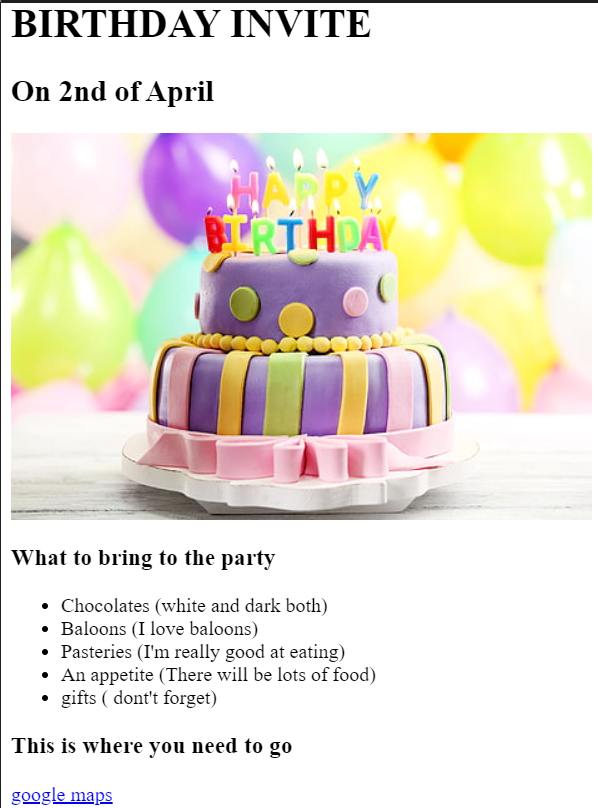 BIRTHDAY INVITE
On 2nd of April
HAPPY
BIRTHDAY
What to bring to the party
Chocolates (white and dark both)
Baloons (I love baloons)
Pasteries (I'm really good at eating)
An appetite (There will be lots of food)
gifts ( dont't forget)
This is where you need to go
google maps